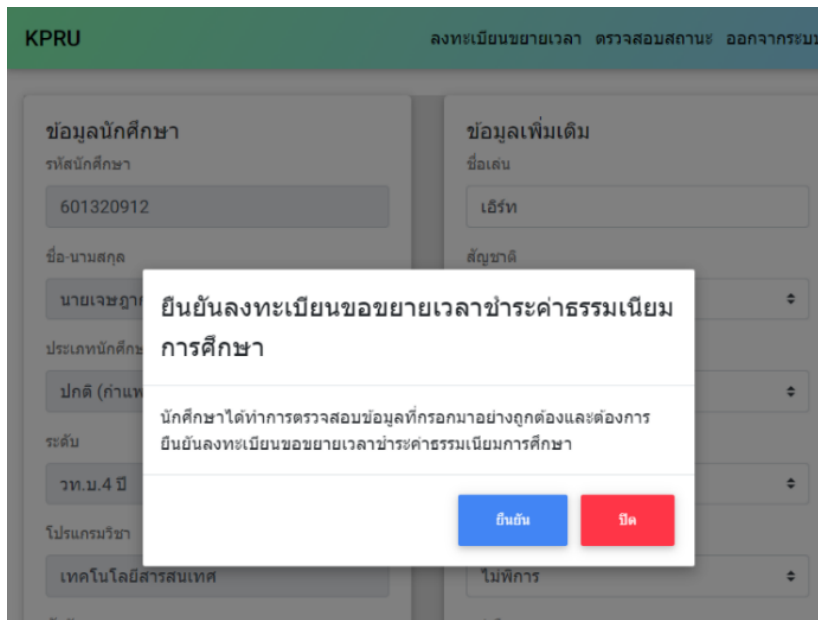 KPRU
ลงทะเบียนขยายเวลา ตรวจสอบสถานะ ออกจากระบบ
ข้อมูลนักศึกษา
รหัสนักศึกษา
601320912
ชื่อ-นามสกุล
ประเภทนักศึกษ
ปกติ (กำแพ
ระดับ
วท.บ.4 ปี
โปรแกรมวิชา
เทคโนโลยีสารสนเทศ
ข้อมูลเพิ่มเติม
ชื่อเล่น
เอิร์ท
สัญชาติ
ไม่พิการ
ยืนยันลงทะเบียนขอขยายเวลาชำระค่าธรรมเนียม
การศึกษา
นักศึกษาได้ทำการตรวจสอบข้อมูลที่กรอกมาอย่างถูกต้องและต้องการ
ยืนยันลงทะเบียนขอขยายเวลาชำระค่าธรรมเนียมการศึกษา
ยืนยัน
ปิด